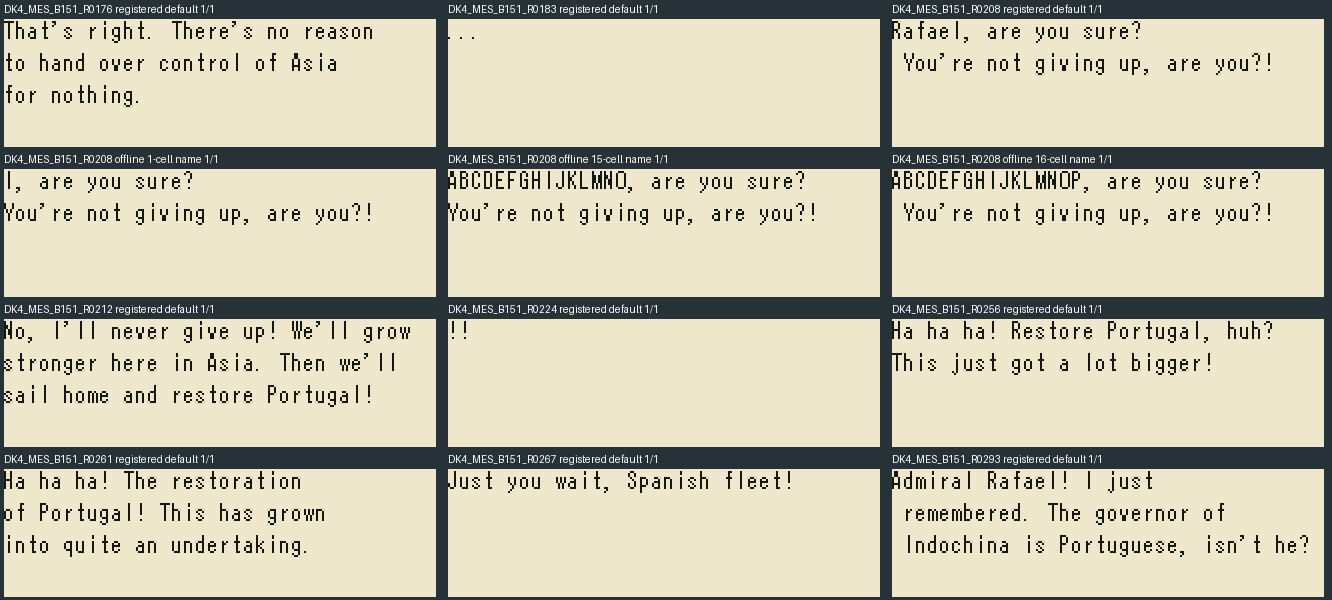 DK4_MES_B151_R0176 registered default 1/1
That's right. There's no reason
to hand over control of Asia
for nothing.
DK4_MES_B151_R0183 registered default 1/1
...
DK4_MES_B151_R0208 registered default 1/1
Rafael, are you sure?
You're not giving up, are you?!
DK4_MES_B151_R0208 offline 1-cell name 1/1
I, are you sure?
You're not giving up, are you?!
DK4_MES_B151_R0208 offline 15-cell name 1/1
ABCDEFGHIJKLMNO, are you sure?
You're not giving up, are you?!
DK4_MES_B151_R0208 offline 16-cell name 1/1
ABCDEFGHIJKLMNOP, are you sure?
You're not giving up, are you?!
DK4_MES_B151_R0212 registered default 1/1
No, I'll never give up! We'll grow
stronger here in Asia. Then we'll
sail home and restore Portugal!
DK4_MES_B151_R0224 registered default 1/1
!!
DK4_MES_B151_R0256 registered default 1/1
Ha ha ha! Restore Portugal, huh?
This just got a lot bigger!
DK4_MES_B151_R0261 registered default 1/1
Ha ha ha! The restoration
of Portugal! This has grown
into quite an undertaking.
DK4_MES_B151_R0267 registered default 1/1
Just you wait, Spanish fleet!
DK4_MES_B151_R0293 registered default 1/1
Admiral Rafael! I just
remembered. The governor of
Indochina is Portuguese, isn't he?